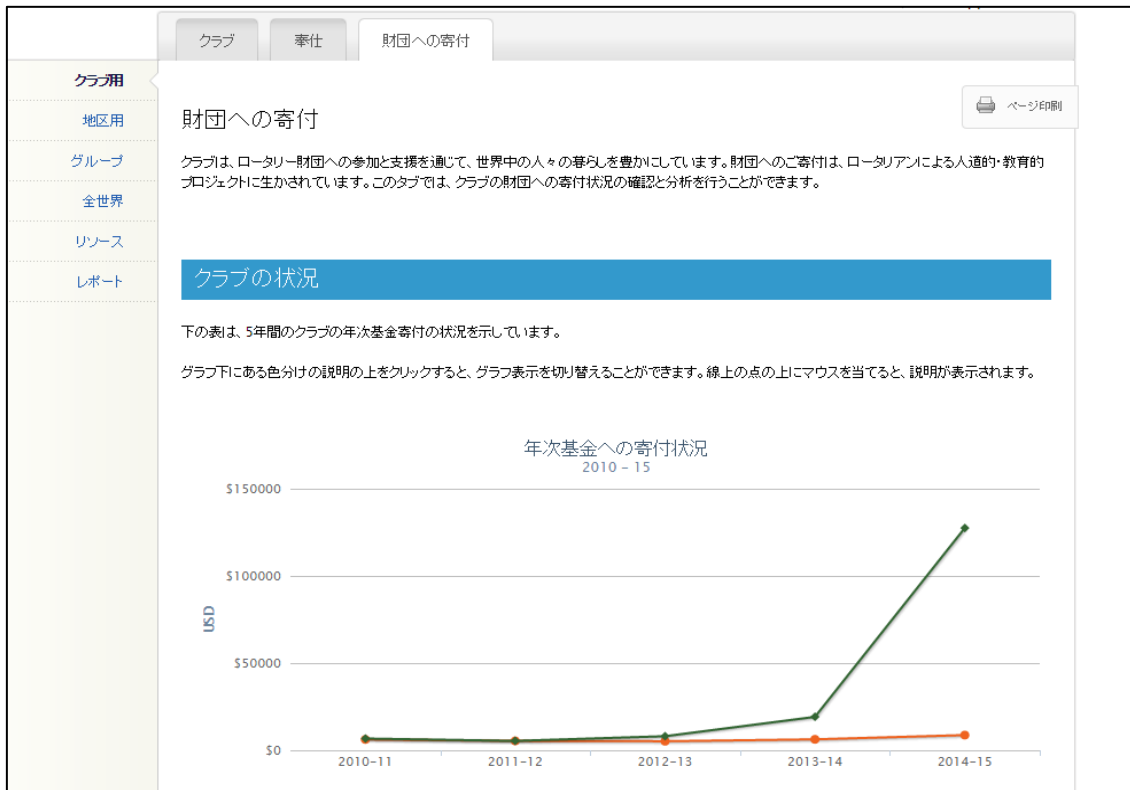 クラブ
奉仕
財団への寄付
クラブ用
地区用
グループ
全世界
リソース
レポート
ページ印刷
財団への寄付
クラブは、ロータリー財団への参加と支援を通じて、世界中の人々の暮らしを豊かにしています。財団へのご寄付は、ロータリアンによる人道的・教育的
プロジェクトに生かされています。このタブでは、クラブの財団への寄付状況の確認と分析を行うことができます。
クラブの状況
下の表は、5年間のクラブの年次基金寄付の状況を示しています。
グラフ下にある色分けの説明の上をクリックすると、グラフ表示を切り替えることができます。線上の点の上にマウスを当てると、説明が表示されます。
年次基金への寄付状況
2010 – 15
$150000
$100000
USD
$50000
$0
2010-11
2011-12
2012-13
2013-14
2014-15